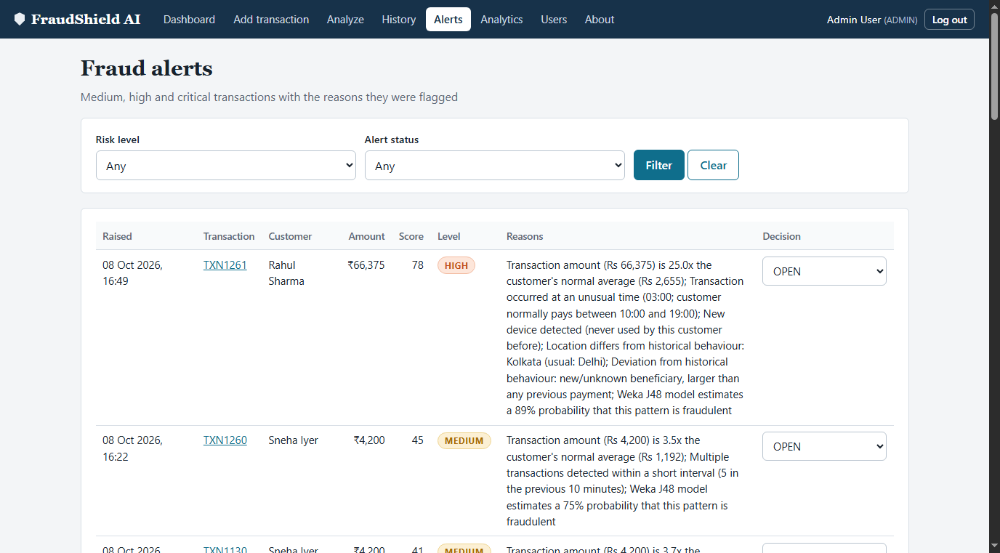 FraudShield AI Dashboard Add transaction Analyze History Alerts Analytics Users About Admin User (ADMIN) Log out
Fraud alerts
Medium, high and critical transactions with the reasons they were flagged
Risk level Alert status
Any Any Filter Clear
Raised Transaction Customer Amount Score Level Reasons Decision
08 Oct 2026, TXN1261 Rahul ₹66,375 78 HIGH Transaction amount (Rs 66,375) is 25.0x the OPEN
16:49 Sharma customer's normal average (Rs 2,655); Transaction
occurred at an unusual time (03:00; customer
normally pays between 10:00 and 19:00); New
device detected (never used by this customer
before); Location differs from historical behaviour:
Kolkata (usual: Delhi); Deviation from historical
behaviour: new/unknown beneficiary, larger than
any previous payment; Weka J48 model estimates
a 89% probability that this pattern is fraudulent
08 Oct 2026, TXN1260 Sneha Iyer ₹4,200 45 MEDIUM Transaction amount (Rs 4,200) is 3.5x the OPEN
16:22 customer's normal average (Rs 1,192); Multiple
transactions detected within a short interval (5 in
the previous 10 minutes); Weka J48 model
estimates a 75% probability that this pattern is
fraudulent
08 Oct 2026, TXN1130 Sneha Iyer ₹4,200 41 MEDIUM Transaction amount (Rs 4,200) is 3.7x the